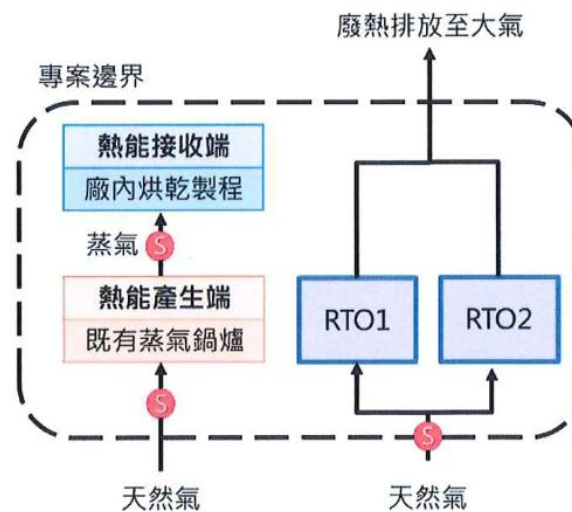 廢熱排放至大氣
專案邊界
熱能接收端
廠內烘乾製程
蒸氣
S
熱能產生端
既有蒸氣鍋爐
RTO1
RTO2
S
S
天然氣
天然氣